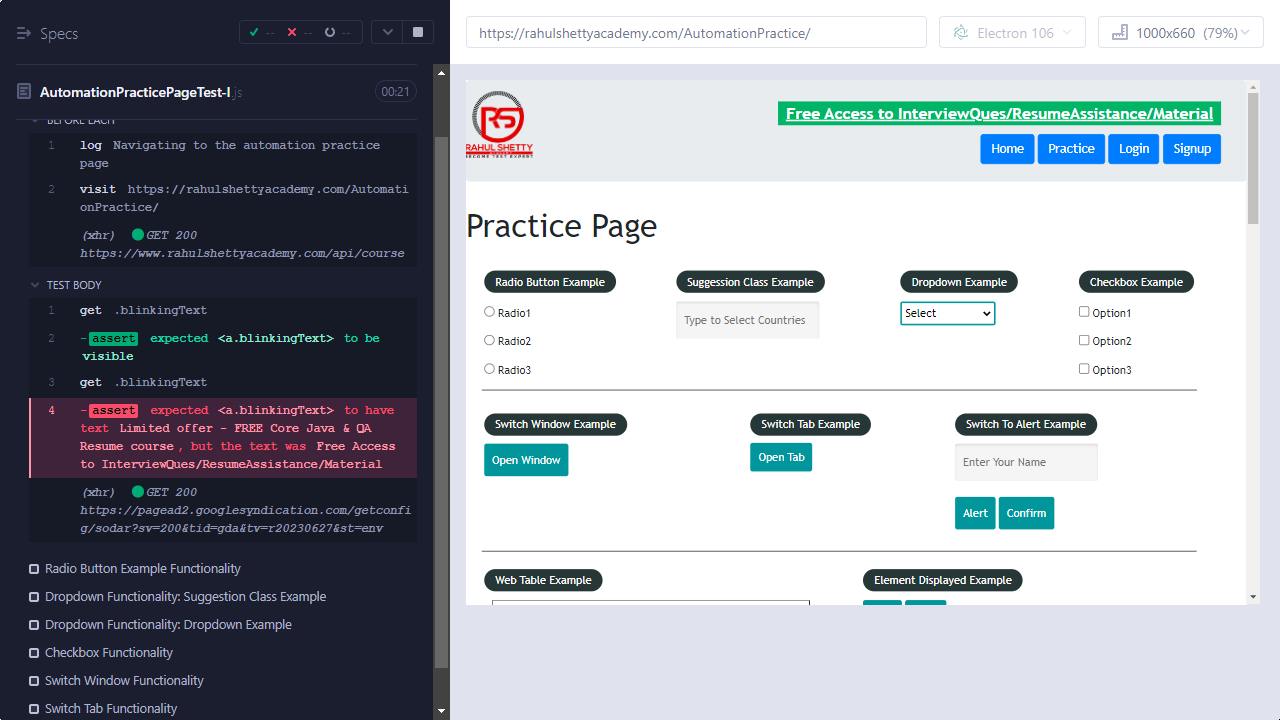 Specs
-- -- --
AutomationPracticePageTest-I.js
00:21
BEFORE EACH
1 log Navigating to the automation practice
page
2 visit https://rahulshettyacademy.com/Automati
onPractice/
(xhr) GET 200
https://www.rahulshettyacademy.com/api/course
TEST BODY
1 get .blinkingText
2 -assert expected <a.blinkingText> to be
visible
3 get .blinkingText
4 -assert expected <a.blinkingText> to have
text Limited offer - FREE Core Java & QA
Resume course, but the text was Free Access
to InterviewQues/ResumeAssistance/Material
(xhr) GET 200
https://pagead2.googlesyndication.com/getconfi
g/sodar?sv=200&tid=gda&tv=r20230627&st=env
Radio Button Example Functionality
Dropdown Functionality: Suggestion Class Example
Dropdown Functionality: Dropdown Example
Checkbox Functionality
Switch Window Functionality
Switch Tab Functionality
https://rahulshettyacademy.com/AutomationPractice/
Electron 106
1000x660 (79%)
RS
RAHUL SHETTY
ACADEMY
BECOME TEST EXPERT
Free Access to InterviewQues/ResumeAssistance/Material
Home Practice Login Signup
Practice Page
Radio Button Example
Radio1
Radio2
Radio3
Suggession Class Example
Type to Select Countries
Dropdown Example
Select
Checkbox Example
Option1
Option2
Option3
Switch Window Example
Open Window
Switch Tab Example
Open Tab
Switch To Alert Example
Enter Your Name
Alert Confirm
Web Table Example
Element Displayed Example